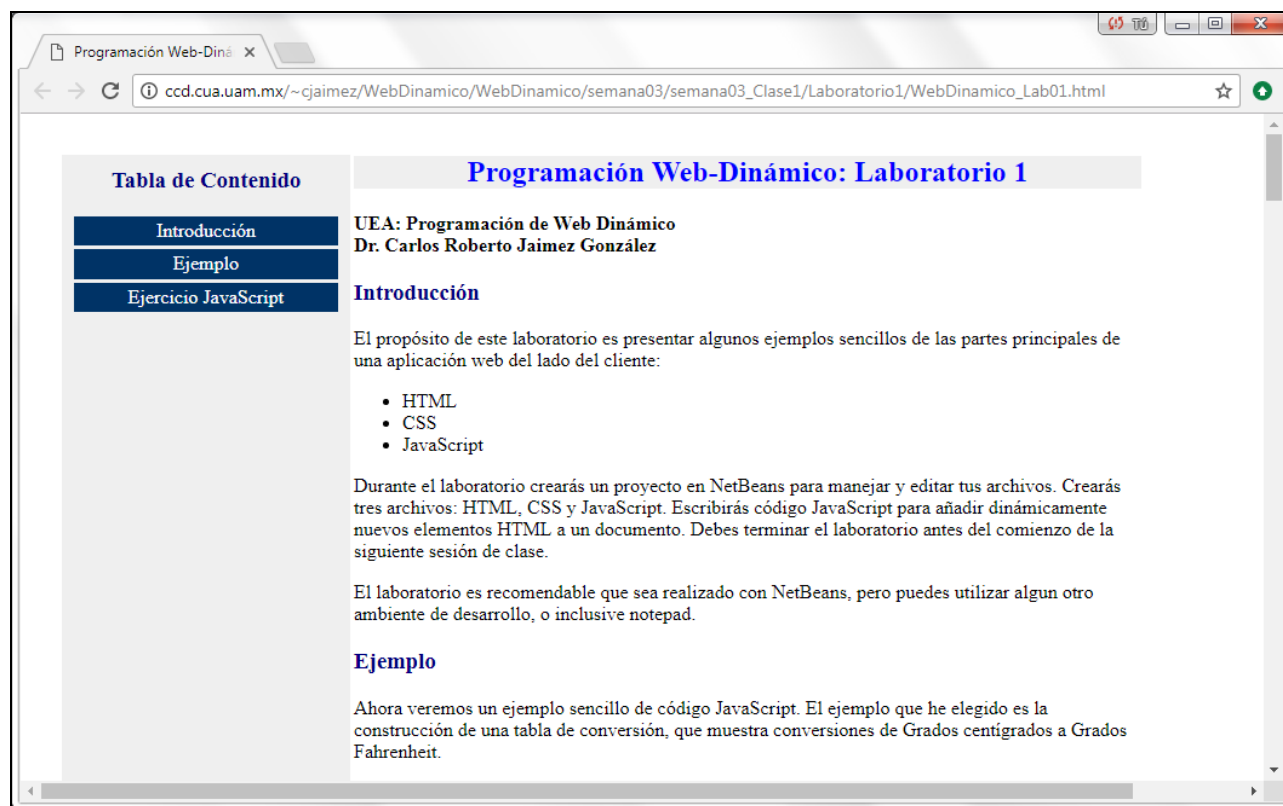 Tú
Programación Web-Diná
ccd.cua.uam.mx/~cjaimez/WebDinamico/WebDinamico/semana03/semana03_Clase1/Laboratorio1/WebDinamico_Lab01.html
Tabla de Contenido
Introducción
Ejemplo
Ejercicio JavaScript
Programación Web-Dinámico: Laboratorio 1
UEA: Programación de Web Dinámico
Dr. Carlos Roberto Jaimez González
Introducción
El propósito de este laboratorio es presentar algunos ejemplos sencillos de las partes principales de
una aplicación web del lado del cliente:
• HTML
• CSS
• JavaScript
Durante el laboratorio crearás un proyecto en NetBeans para manejar y editar tus archivos. Crearás
tres archivos: HTML, CSS y JavaScript. Escribirás código JavaScript para añadir dinámicamente
nuevos elementos HTML a un documento. Debes terminar el laboratorio antes del comienzo de la
siguiente sesión de clase.
El laboratorio es recomendable que sea realizado con NetBeans, pero puedes utilizar algun otro
ambiente de desarrollo, o inclusive notepad.
Ejemplo
Ahora veremos un ejemplo sencillo de código JavaScript. El ejemplo que he elegido es la
construcción de una tabla de conversión, que muestra conversiones de Grados centígrados a Grados
Fahrenheit.